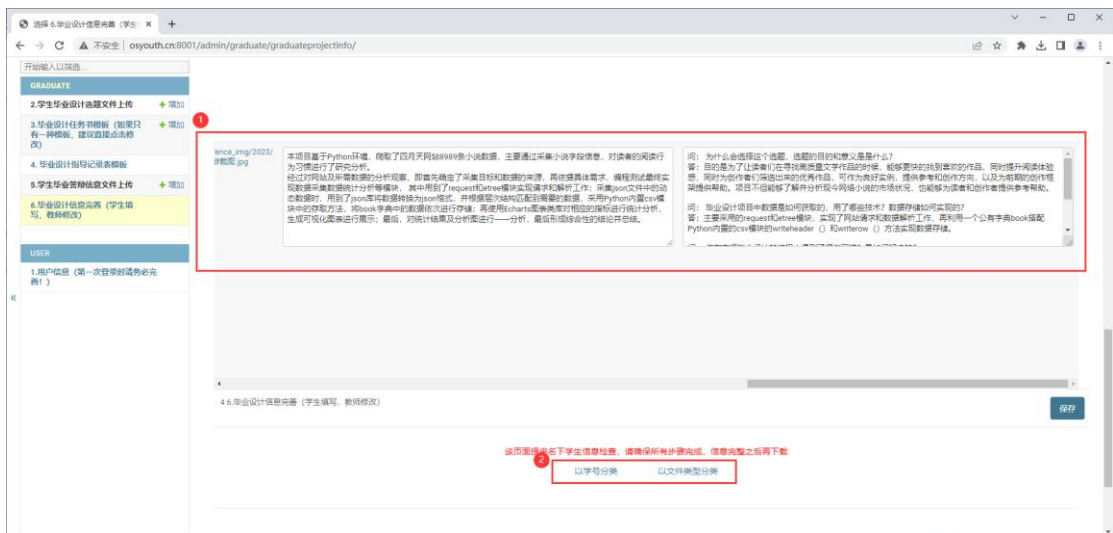 选择 6.毕业设计信息完善（学生
不安全 | osyouth.cn:8001/admin/graduate/graduateprojectinfo/
开始输入以筛选...
GRADUATE
2.学生毕业设计选题文件上传 + 增加
3.毕业设计任务书模板（如果只
有一种模板，建议直接点击修
改）
+ 增加
4. 毕业设计指导记录表模板
5.学生毕业答辩信息文件上传 + 增加
6.毕业设计信息完善（学生填
写，教师修改）
USER
1.用户信息（第一次登录时请务必完
善！）
«
1
ence_img/2023/
截图.jpg
本项目基于Python环境，爬取了四月天网站8989条小说数据，主要通过采集小说字段信息，对读者的阅读行
为习惯进行了研究分析。
经过对网站及所需数据的分析观察，即首先确定了采集目标和数据的来源，再依据具体需求，编程测试最终实
现数据采集数据统计分析等模块，其中用到了request和etree模块实现请求和解析工作；采集json文件中的动
态数据时，用到了json库将数据转换为json格式，并根据层次结构匹配到需要的数据，采用Python内置csv模
块中的存取方法，将book字典中的数据依次进行存储；再使用Echarts图表类库对相应的指标进行统计分析，
生成可视化图表进行展示；最后，对统计结果及分析图进行一一分析，最后形成综合性的结论并总结。
问：为什么会选择这个选题，选题的目的和意义是是什么？
答：目的是为了让读者们在寻找高质量文字作品的时候，能够更快的找到喜欢的作品，同时提升阅读体验
感，同时为创作者们筛选出来的优秀作品，可作为良好实例，提供参考和创作方向，以及为前期的创作框
架提供帮助。项目不但能够了解并分析现今网络小说的市场状况，也能够为读者和创作者提供参考帮助。
问：毕业设计项目中数据是如何获取的，用了哪些技术？数据存储如何实现的？
答：主要采用的request和etree模块，实现了网站请求和数据解析工作，再利用一个公有字典book搭配
Python内置的csv模块的writeheader（）和writerow（）方法实现数据存储。
4 6.毕业设计信息完善（学生填写，教师修改）
保存
该页面提供名下学生信息检查，请确保所有步骤完成，信息完整之后再下载
2
以学号分类 以文件类型分类